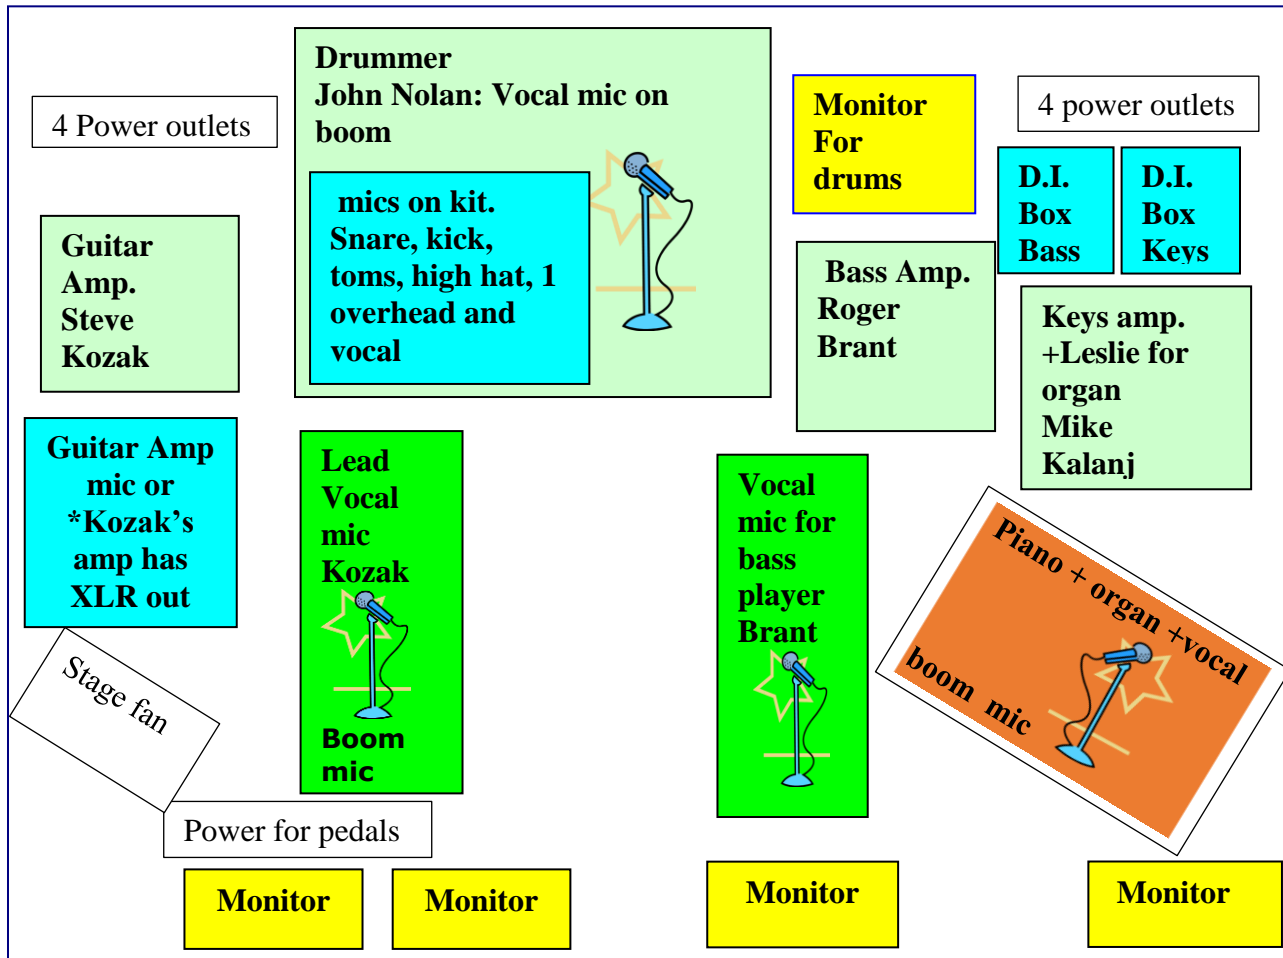 Drummer
John Nolan: Vocal mic on
boom
mics on kit.
Snare, kick,
toms, high hat, 1
overhead and
vocal
4 Power outlets
Monitor
For
drums
4 power outlets
D.I.
Box
Bass
D.I.
Box
Keys
Guitar
Amp.
Steve
Kozak
Bass Amp.
Roger
Brant
Keys amp.
+Leslie for
organ
Mike
Kalanj
Guitar Amp
mic or
*Kozak's
amp has
XLR out
Lead
Vocal
mic
Kozak
Boom
mic
Vocal
mic for
bass
player
Brant
Piano + organ +vocal
boom mic
Stage fan
Power for pedals
Monitor
Monitor
Monitor
Monitor